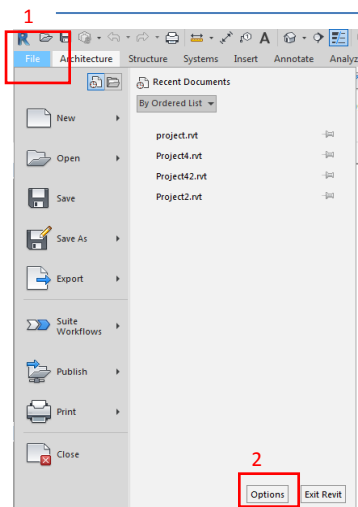 1
R A
File Architecture Structure Systems Insert Annotate Analyz
Recent Documents
By Ordered List
New
project.rvt
Project4.rvt
Open
Project42.rvt
Save
Project2.rvt
Save As
Export
Suite
Workflows
Publish
Print
Close
2
Options Exit Revit